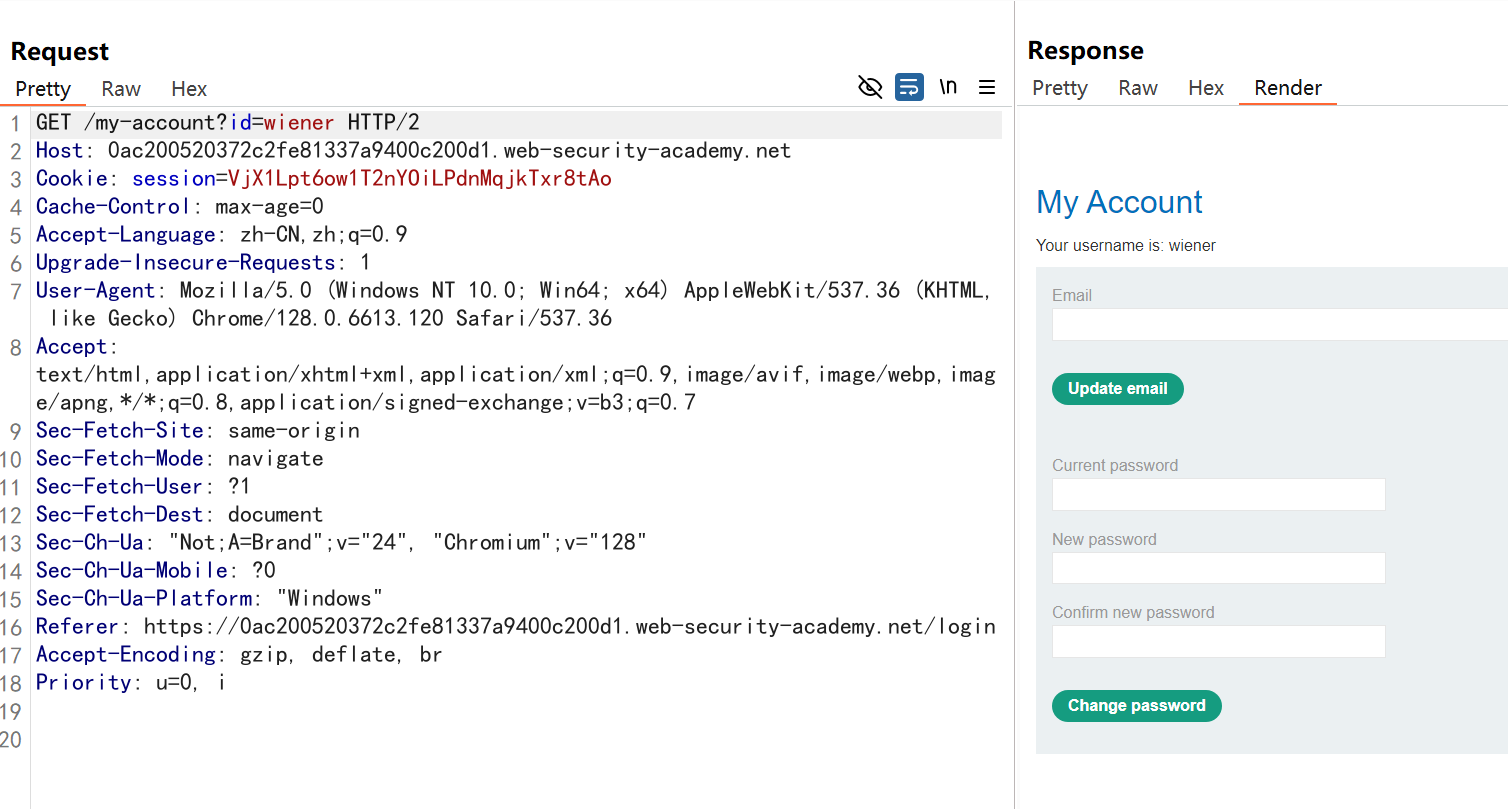 Request
Pretty Raw Hex \n
1 GET /my-account?id=wiener HTTP/2
2 Host: 0ac200520372c2fe81337a9400c200d1.web-security-academy.net
3 Cookie: session=VjX1Lpt6ow1T2nYOiLPdnMqjkTxr8tAo
4 Cache-Control: max-age=0
5 Accept-Language: zh-CN,zh;q=0.9
6 Upgrade-Insecure-Requests: 1
7 User-Agent: Mozilla/5.0 (Windows NT 10.0; Win64; x64) AppleWebKit/537.36 (KHTML,
like Gecko) Chrome/128.0.6613.120 Safari/537.36
8 Accept:
text/html,application/xhtml+xml,application/xml;q=0.9,image/avif,image/webp,imag
e/apng,*/*;q=0.8,application/signed-exchange;v=b3;q=0.7
9 Sec-Fetch-Site: same-origin
10 Sec-Fetch-Mode: navigate
11 Sec-Fetch-User: ?1
12 Sec-Fetch-Dest: document
13 Sec-Ch-Ua: "Not;A=Brand";v="24", "Chromium";v="128"
14 Sec-Ch-Ua-Mobile: ?0
15 Sec-Ch-Ua-Platform: "Windows"
16 Referer: https://0ac200520372c2fe81337a9400c200d1.web-security-academy.net/login
17 Accept-Encoding: gzip, deflate, br
18 Priority: u=0, i
19
20
Response
Pretty Raw Hex Render
My Account
Your username is: wiener
Email
Update email
Current password
New password
Confirm new password
Change password